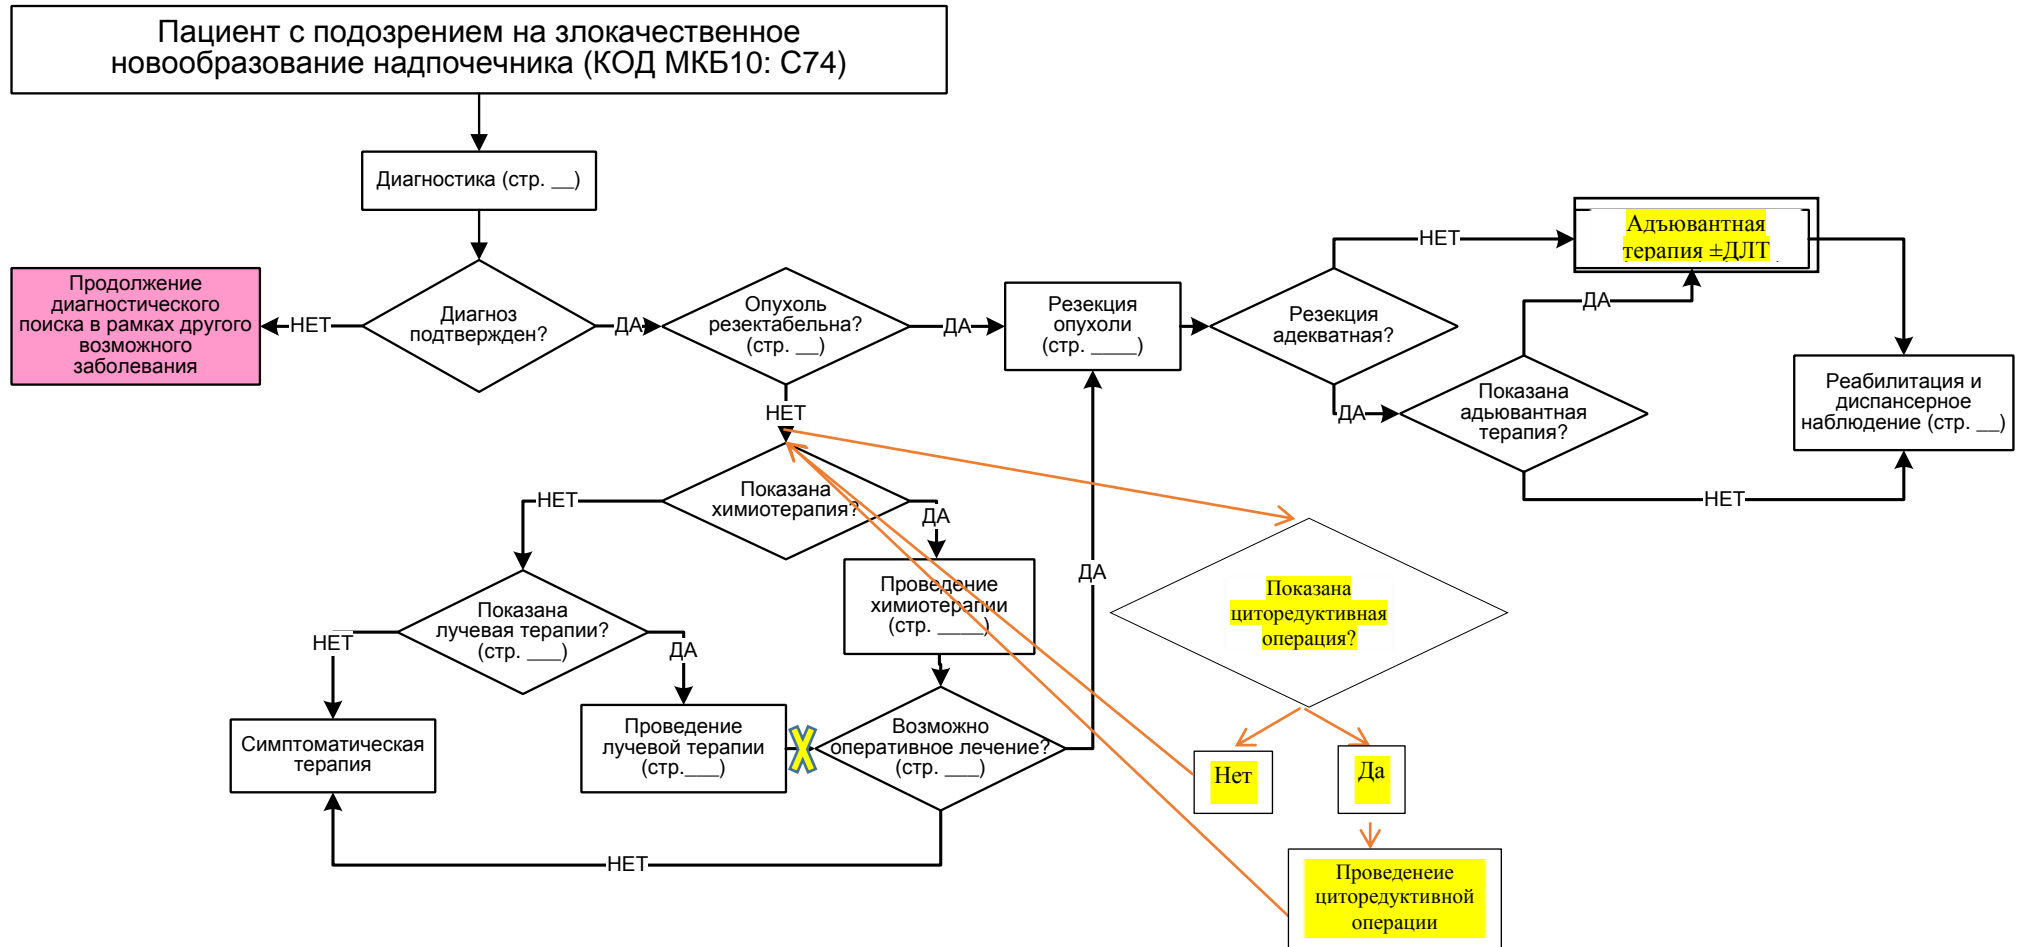 Пациент с подозрением на злокачественное
новообразование надпочечника (КОД МКБ10: С74)
Диагностика (стр. __)
Продолжение
диагностического
поиска в рамках другого
возможного
заболевания
НЕТ
Диагноз
подтвержден?
ДА
Опухоль
резектабельна?
(стр. __)
ДА
Резекция
опухоли
(стр. ____)
Резекция
адекватная?
НЕТ
Адъювантная
терапия ±ДЛТ
ДА
ДА
Показана
адьювантная
терапия?
НЕТ
Реабилитация и
диспансерное
наблюдение (стр. __)
НЕТ
Показана
химиотерапия?
НЕТ
ДА
Показана
лучевая терапии?
(стр. ___)
НЕТ
ДА
Проведение
химиотерапии
(стр. ____)
ДА
Показана
циторедуктивная
операция?
Симптоматическая
терапия
Проведение
лучевой терапии
(стр.___)
Возможно
оперативное лечение?
(стр. ___)
НЕТ
Нет
Да
Проведенеие
циторедуктивной
операции